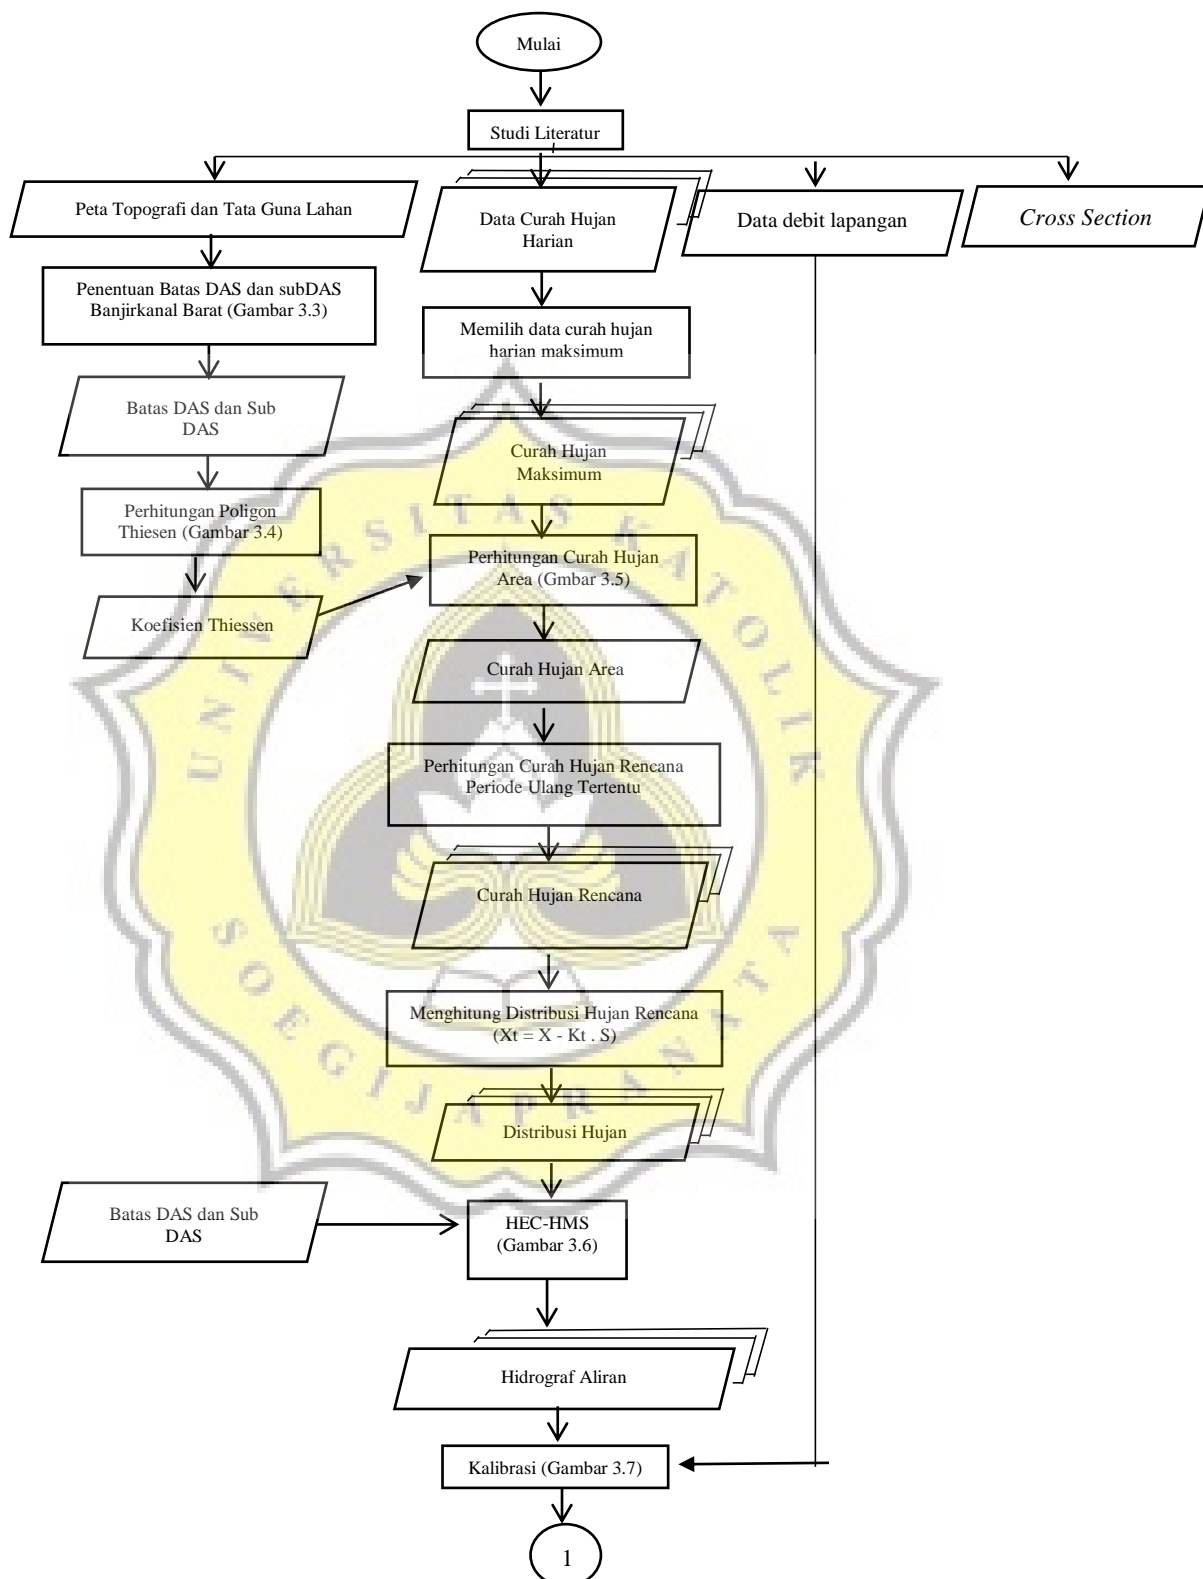 Mulai
Studi Literatur
Peta Topografi dan Tata Guna Lahan
Data Curah Hujan
Harian
Data debit lapangan
Cross Section
Penentuan Batas DAS dan subDAS
Banjirkanal Barat (Gambar 3.3)
Memilih data curah hujan
harian maksimum
Batas DAS dan Sub
DAS
Curah Hujan
Maksimum
Perhitungan Poligon
Thiesen (Gambar 3.4)
Perhitungan Curah Hujan
Area (Gmbar 3.5)
Koefisien Thiessen
Curah Hujan Area
Perhitungan Curah Hujan Rencana
Periode Ulang Tertentu
Curah Hujan Rencana
Menghitung Distribusi Hujan Rencana
(Xt = X - Kt . S)
Distribusi Hujan
Batas DAS dan Sub
DAS
HEC-HMS
(Gambar 3.6)
Hidrograf Aliran
Kalibrasi (Gambar 3.7)
1
UNIVERSITAS KATOLIK
SOEGIJAPRANATA